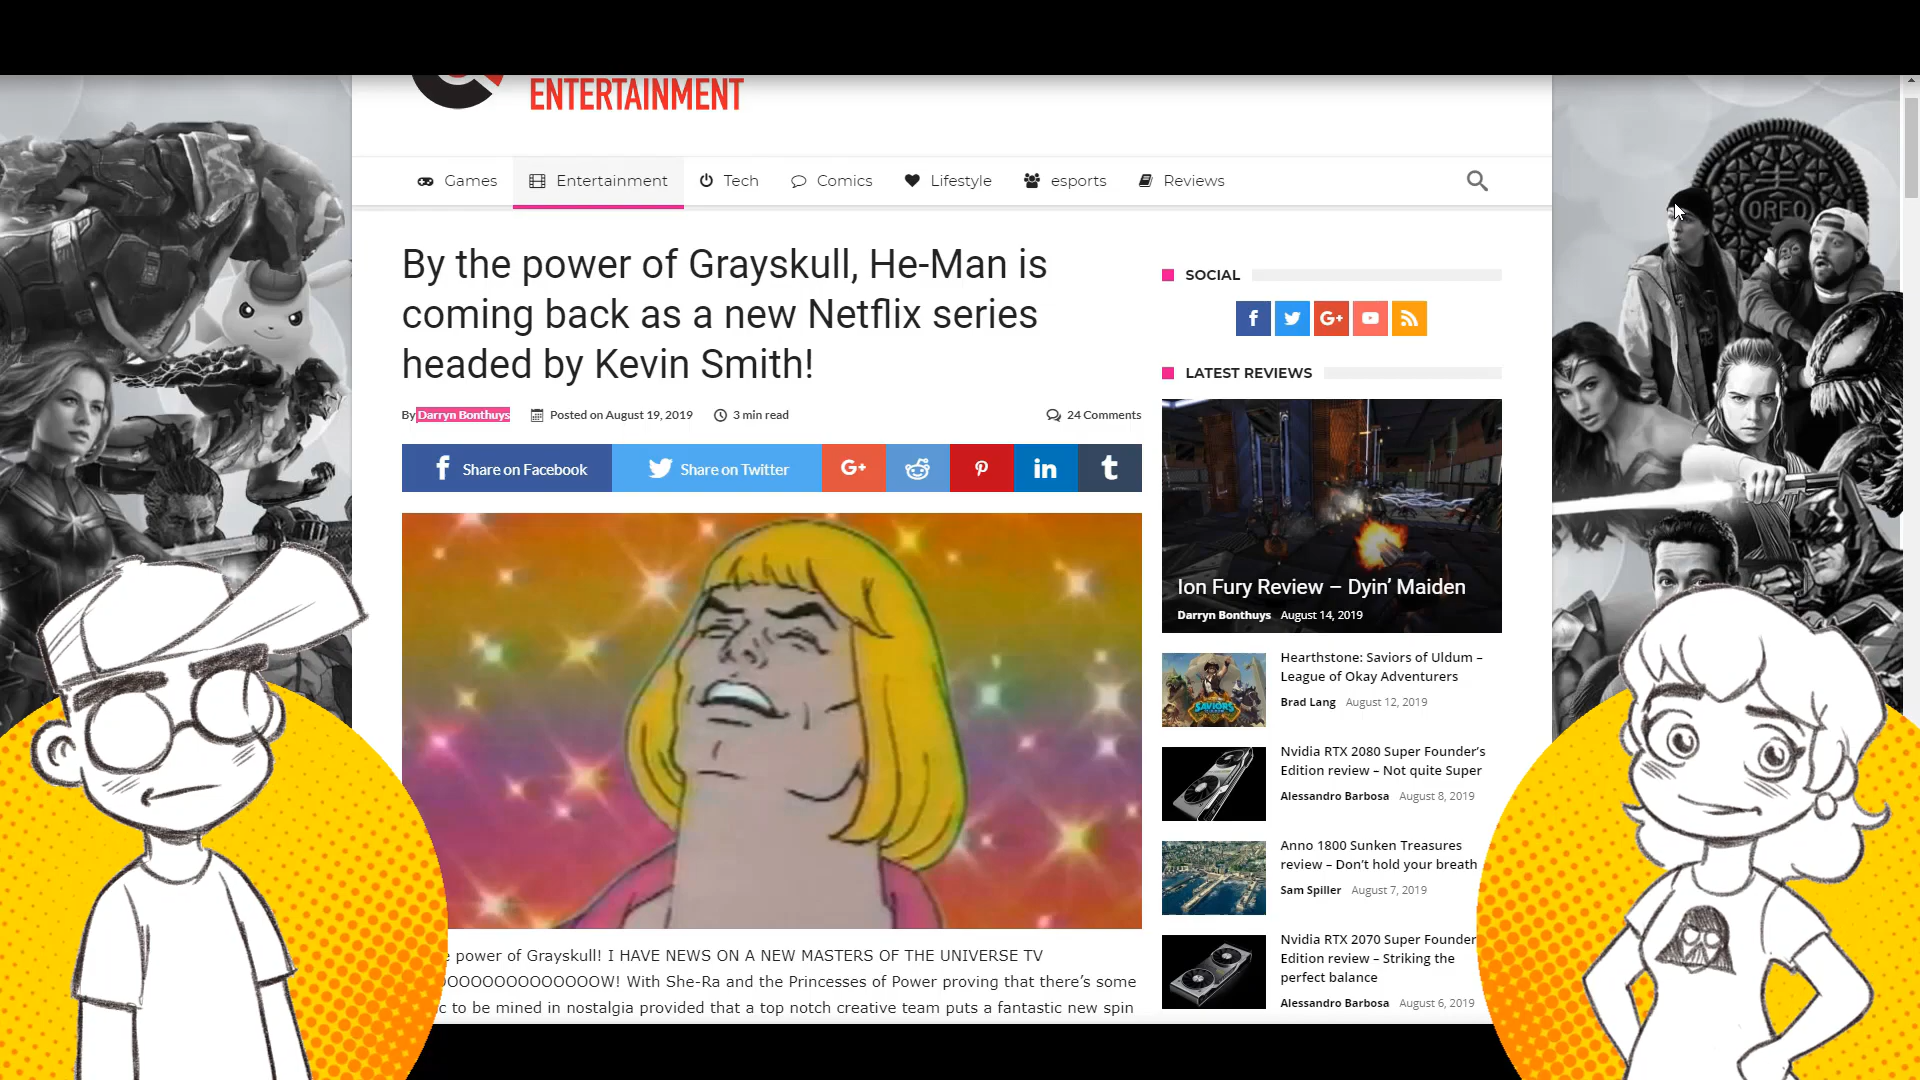 ENTERTAINMENT
Games Entertainment Tech Comics Lifestyle esports Reviews
By the power of Grayskull, He-Man is
coming back as a new Netflix series
headed by Kevin Smith!
By Darryn Bonthuys Posted on August 19, 2019 3 min read 24 Comments
f Share on Facebook Share on Twitter G+ in t
power of Grayskull! I HAVE NEWS ON A NEW MASTERS OF THE UNIVERSE TV
OOOOOOOOOOOOOW! With She-Ra and the Princesses of Power proving that there's some
c to be mined in nostalgia provided that a top notch creative team puts a fantastic new spin
SOCIAL
f G+
LATEST REVIEWS
Ion Fury Review – Dyin' Maiden
Darryn Bonthuys August 14, 2019
Hearthstone: Saviors of Uldum –
League of Okay Adventurers
Brad Lang August 12, 2019
SAVIORS
Nvidia RTX 2080 Super Founder's
Edition review – Not quite Super
Alessandro Barbosa August 8, 2019
Anno 1800 Sunken Treasures
review – Don't hold your breath
Sam Spiller August 7, 2019
Nvidia RTX 2070 Super Founder
Edition review – Striking the
perfect balance
Alessandro Barbosa August 6, 2019
OREO